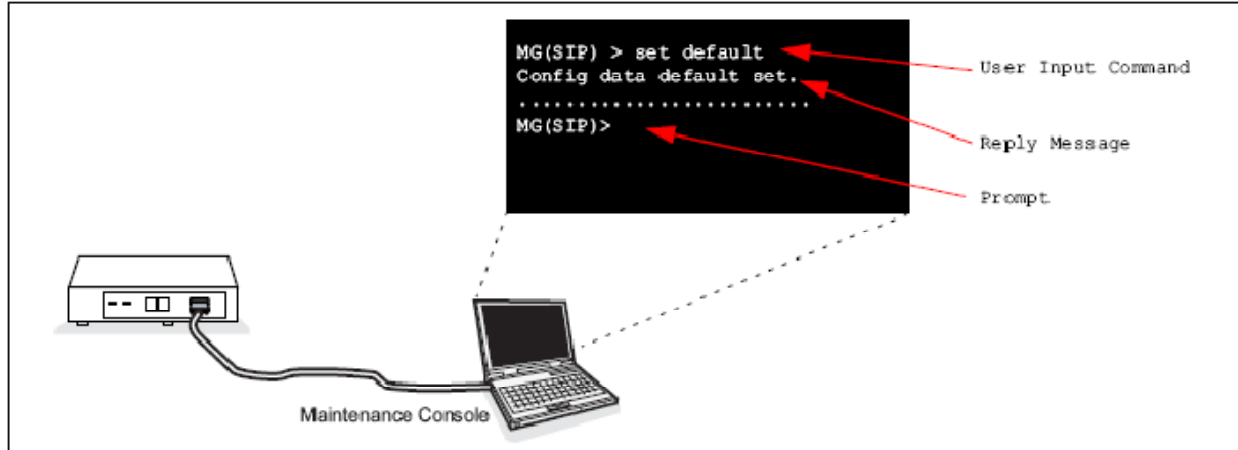 MG(SIP) > set default
Config data default set.
..........................
MG(SIP)>
User Input Command
Reply Message
Prompt
Maintenance Console